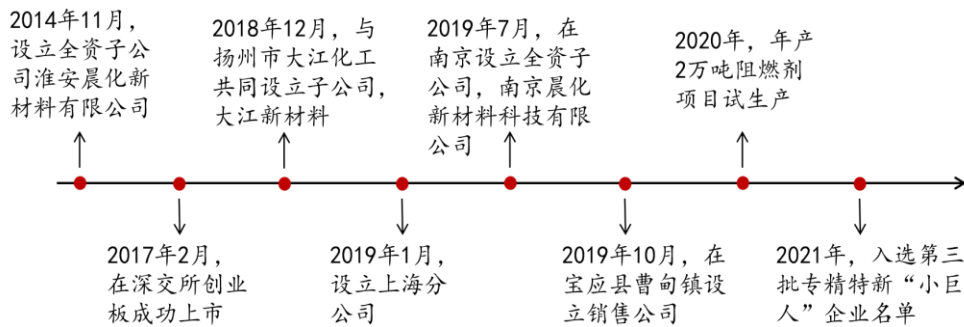 2014年11月，
设立全资子公
司淮安晨化新
材料有限公司
2018年12月，与
扬州市大江化工
共同设立子公司，
大江新材料
2019年7月，在
南京设立全资子
公司，南京晨化
新材料科技有限
公司
2020年，年产
2万吨阻燃剂
项目试生产
2017年2月，
在深交所创业
板成功上市
2019年1月，
设立上海分
公司
2019年10月，在
宝应县曹甸镇设
立销售公司
2021年，入选第三
批专精特新“小巨
人”企业名单